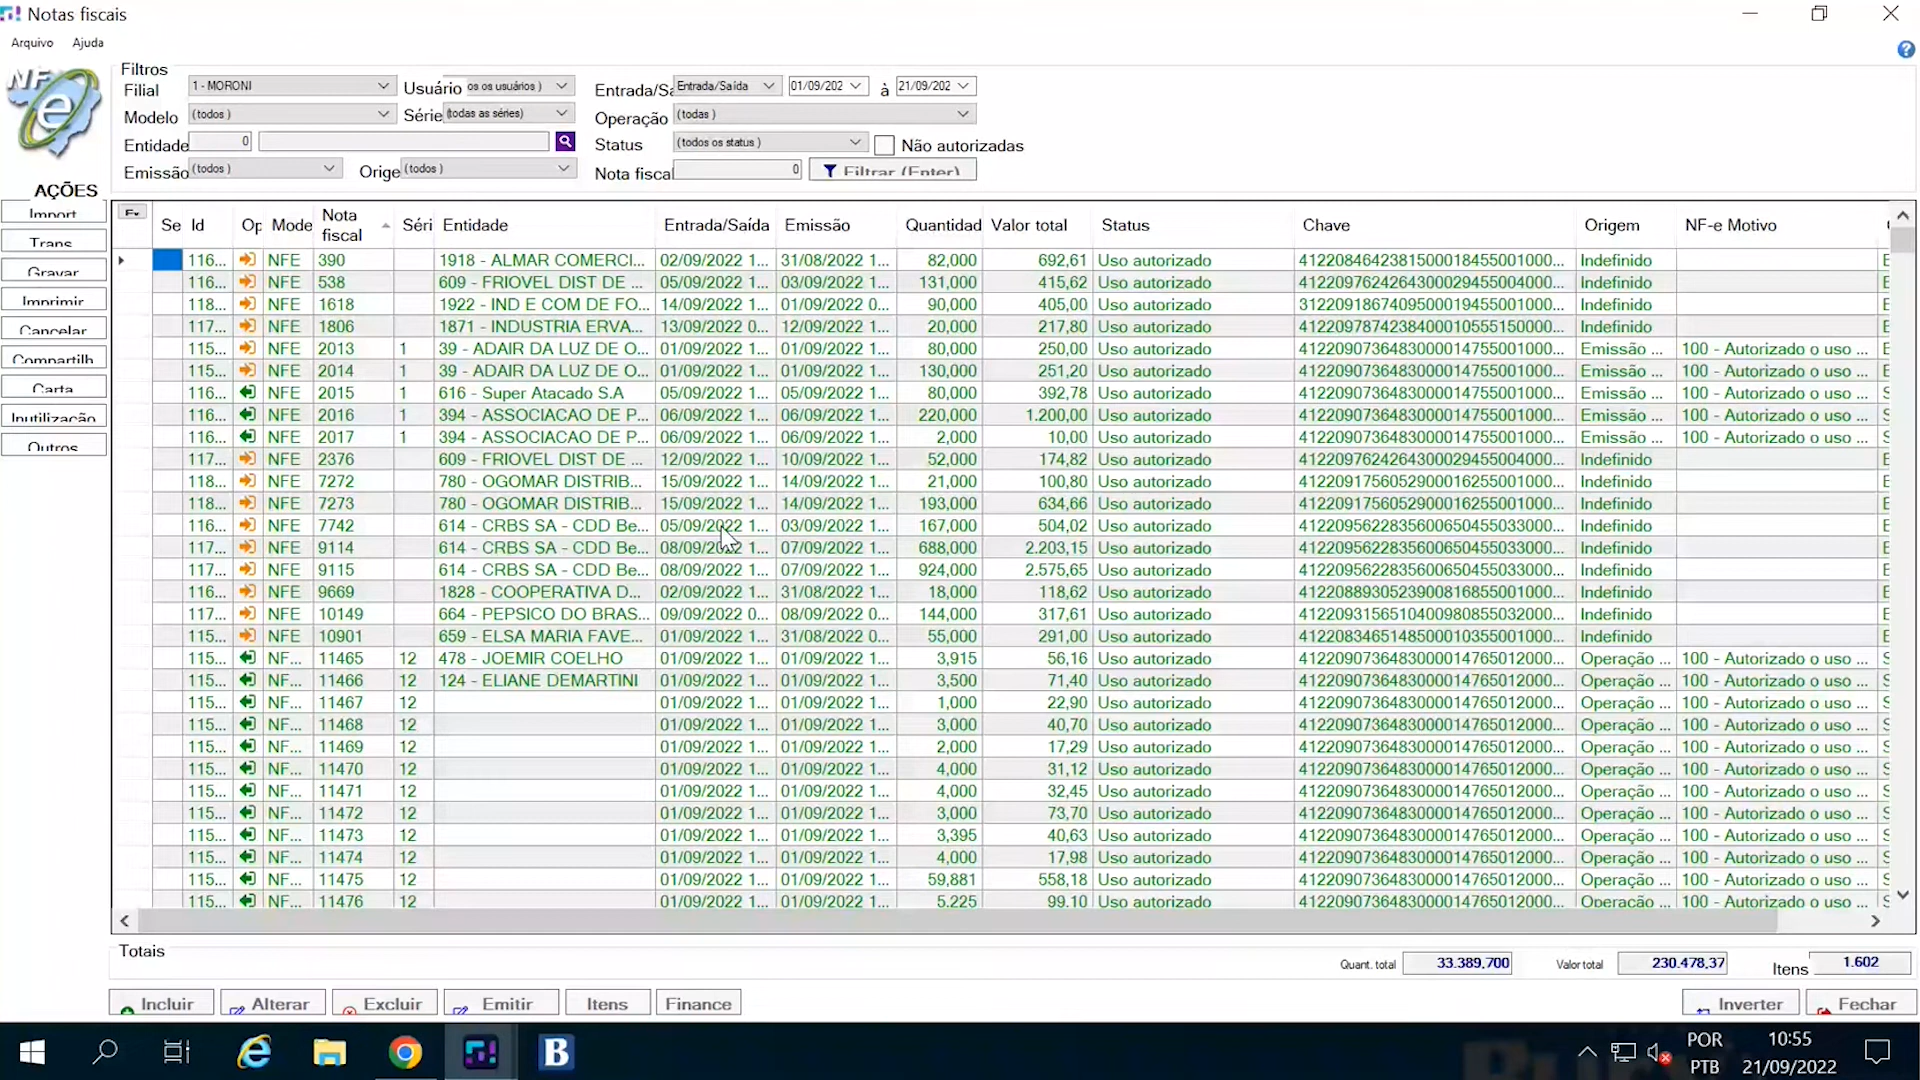 Notas fiscais
Arquivo Ajuda
NF e
Filtros
Filial 1 - MORONI Usuário os os usuários ) Entrada/Sa Entrada/Saída 01/09/202 à 21/09/202
Modelo (todos ) Série (todas as séries) Operação (todas )
Entidade 0 Status (todos os status ) Não autorizadas
Emissão (todos ) Orige (todos ) Nota fiscal 0 Filtrar (Enter)
AÇÕES
Import
Trans
Gravar
Imprimir
Cancelar
Compartilh
Carta
Inutilização
Outros
Se Id Op Mode Nota fiscal Séri Entidade Entrada/Saída Emissão Quantidad Valor total Status Chave Origem NF-e Motivo
116... NFE 390 1918 - ALMAR COMERCI... 02/09/2022 1... 31/08/2022 1... 82,000 692,61 Uso autorizado 4122084642381500018455001000... Indefinido E
116... NFE 538 609 - FRIOVEL DIST DE ... 05/09/2022 1... 03/09/2022 1... 131,000 415,62 Uso autorizado 4122097624264300029455004000... Indefinido E
118... NFE 1618 1922 - IND E COM DE FO... 14/09/2022 1... 01/09/2022 0... 90,000 405,00 Uso autorizado 3122091867409500019455001000... Indefinido E
117... NFE 1806 1871 - INDUSTRIA ERVA... 13/09/2022 0... 12/09/2022 1... 20,000 217,80 Uso autorizado 41220978742384000105551500000... Indefinido E
115... NFE 2013 1 39 - ADAIR DA LUZ DE O... 01/09/2022 1... 01/09/2022 1... 80,000 250,00 Uso autorizado 41220907364830000147550010000... Emissão ... 100 - Autorizado o uso ... E
115... NFE 2014 1 39 - ADAIR DA LUZ DE O... 01/09/2022 1... 01/09/2022 1... 130,000 251,20 Uso autorizado 41220907364830000147550010000... Emissão ... 100 - Autorizado o uso ... E
116... NFE 2015 1 616 - Super Atacado S.A 05/09/2022 1... 05/09/2022 1... 80,000 392,78 Uso autorizado 41220907364830000147550010000... Emissão ... 100 - Autorizado o uso ... S
116... NFE 2016 1 394 - ASSOCIACAO DE P... 06/09/2022 1... 06/09/2022 1... 220,000 1.200,00 Uso autorizado 41220907364830000147550010000... Emissão ... 100 - Autorizado o uso ... S
116... NFE 2017 1 394 - ASSOCIACAO DE P... 06/09/2022 1... 06/09/2022 1... 2,000 10,00 Uso autorizado 41220907364830000147550010000... Emissão ... 100 - Autorizado o uso ... S
117... NFE 2376 609 - FRIOVEL DIST DE ... 12/09/2022 1... 10/09/2022 1... 52,000 174,82 Uso autorizado 41220976242643000294550040000... Indefinido E
118... NFE 7272 780 - OGOMAR DISTRIB... 15/09/2022 1... 14/09/2022 1... 21,000 100,80 Uso autorizado 41220917560529000162550010000... Indefinido E
118... NFE 7273 780 - OGOMAR DISTRIB... 15/09/2022 1... 14/09/2022 1... 193,000 634,66 Uso autorizado 41220917560529000162550010000... Indefinido E
116... NFE 7742 614 - CRBS SA - CDD Be... 05/09/2022 1... 03/09/2022 1... 167,000 504,02 Uso autorizado 41220956228356006504550330000... Indefinido E
117... NFE 9114 614 - CRBS SA - CDD Be... 08/09/2022 1... 07/09/2022 1... 688,000 2.203,15 Uso autorizado 41220956228356006504550330000... Indefinido E
117... NFE 9115 614 - CRBS SA - CDD Be... 08/09/2022 1... 07/09/2022 1... 924,000 2.575,65 Uso autorizado 41220956228356006504550330000... Indefinido E
116... NFE 9669 1828 - COOPERATIVA D... 02/09/2022 1... 31/08/2022 1... 18,000 118,62 Uso autorizado 41220889305239008168550010000... Indefinido E
117... NFE 10149 664 - PEPSICO DO BRAS... 09/09/2022 0... 08/09/2022 0... 144,000 317,61 Uso autorizado 41220931565104009808550320000... Indefinido E
115... NFE 10901 659 - ELSA MARIA FAVE... 01/09/2022 1... 31/08/2022 0... 55,000 291,00 Uso autorizado 41220834651485000103550010000... Indefinido E
115... NF... 11465 12 478 - JOEMIR COELHO 01/09/2022 1... 01/09/2022 1... 3,915 56,16 Uso autorizado 41220907364830000147650120000... Operação ... 100 - Autorizado o uso ... S
115... NF... 11466 12 124 - ELIANE DEMARTINI 01/09/2022 1... 01/09/2022 1... 3,500 71,40 Uso autorizado 41220907364830000147650120000... Operação ... 100 - Autorizado o uso ... S
115... NF... 11467 12 01/09/2022 1... 01/09/2022 1... 1,000 22,90 Uso autorizado 41220907364830000147650120000... Operação ... 100 - Autorizado o uso ... S
115... NF... 11468 12 01/09/2022 1... 01/09/2022 1... 3,000 40,70 Uso autorizado 41220907364830000147650120000... Operação ... 100 - Autorizado o uso ... S
115... NF... 11469 12 01/09/2022 1... 01/09/2022 1... 2,000 17,29 Uso autorizado 41220907364830000147650120000... Operação ... 100 - Autorizado o uso ... S
115... NF... 11470 12 01/09/2022 1... 01/09/2022 1... 4,000 31,12 Uso autorizado 41220907364830000147650120000... Operação ... 100 - Autorizado o uso ... S
115... NF... 11471 12 01/09/2022 1... 01/09/2022 1... 4,000 32,45 Uso autorizado 41220907364830000147650120000... Operação ... 100 - Autorizado o uso ... S
115... NF... 11472 12 01/09/2022 1... 01/09/2022 1... 3,000 73,70 Uso autorizado 41220907364830000147650120000... Operação ... 100 - Autorizado o uso ... S
115... NF... 11473 12 01/09/2022 1... 01/09/2022 1... 3,395 40,63 Uso autorizado 41220907364830000147650120000... Operação ... 100 - Autorizado o uso ... S
115... NF... 11474 12 01/09/2022 1... 01/09/2022 1... 4,000 17,98 Uso autorizado 41220907364830000147650120000... Operação ... 100 - Autorizado o uso ... S
115... NF... 11475 12 01/09/2022 1... 01/09/2022 1... 59,881 558,18 Uso autorizado 41220907364830000147650120000... Operação ... 100 - Autorizado o uso ... S
115... NF... 11476 12 01/09/2022 1... 01/09/2022 1... 5,225 99,10 Uso autorizado 41220907364830000147650120000... Operação ... 100 - Autorizado o uso ... S
Totais
Quant. total 33.389,700 Valor total 230.478,37 Itens 1.602
Incluir Alterar Excluir Emitir Itens Finance Inverter Fechar
B POR 10:55
PTB 21/09/2022